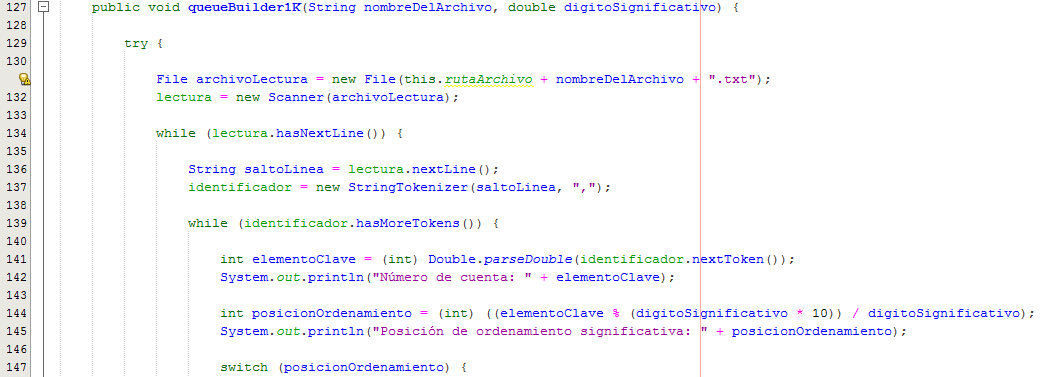 127 public void queueBuilder1K(String nombreDelArchivo, double digitoSignificativo) {
128
129 try {
130
File archivoLectura = new File(this.rutaArchivo + nombreDelArchivo + ".txt");
132 lectura = new Scanner(archivoLectura);
133
134 while (lectura.hasNextLine()) {
135
136 String saltoLinea = lectura.nextLine();
137 identificador = new StringTokenizer(saltoLinea, ",");
138
139 while (identificador.hasMoreTokens()) {
140
141 int elementoClave = (int) Double.parseDouble(identificador.nextToken());
142 System.out.println("Número de cuenta: " + elementoClave);
143
144 int posicionOrdenamiento = (int) ((elementoClave % (digitoSignificativo * 10)) / digitoSignificativo);
145 System.out.println("Posición de ordenamiento significativa: " + posicionOrdenamiento);
146
147 switch (posicionOrdenamiento) {